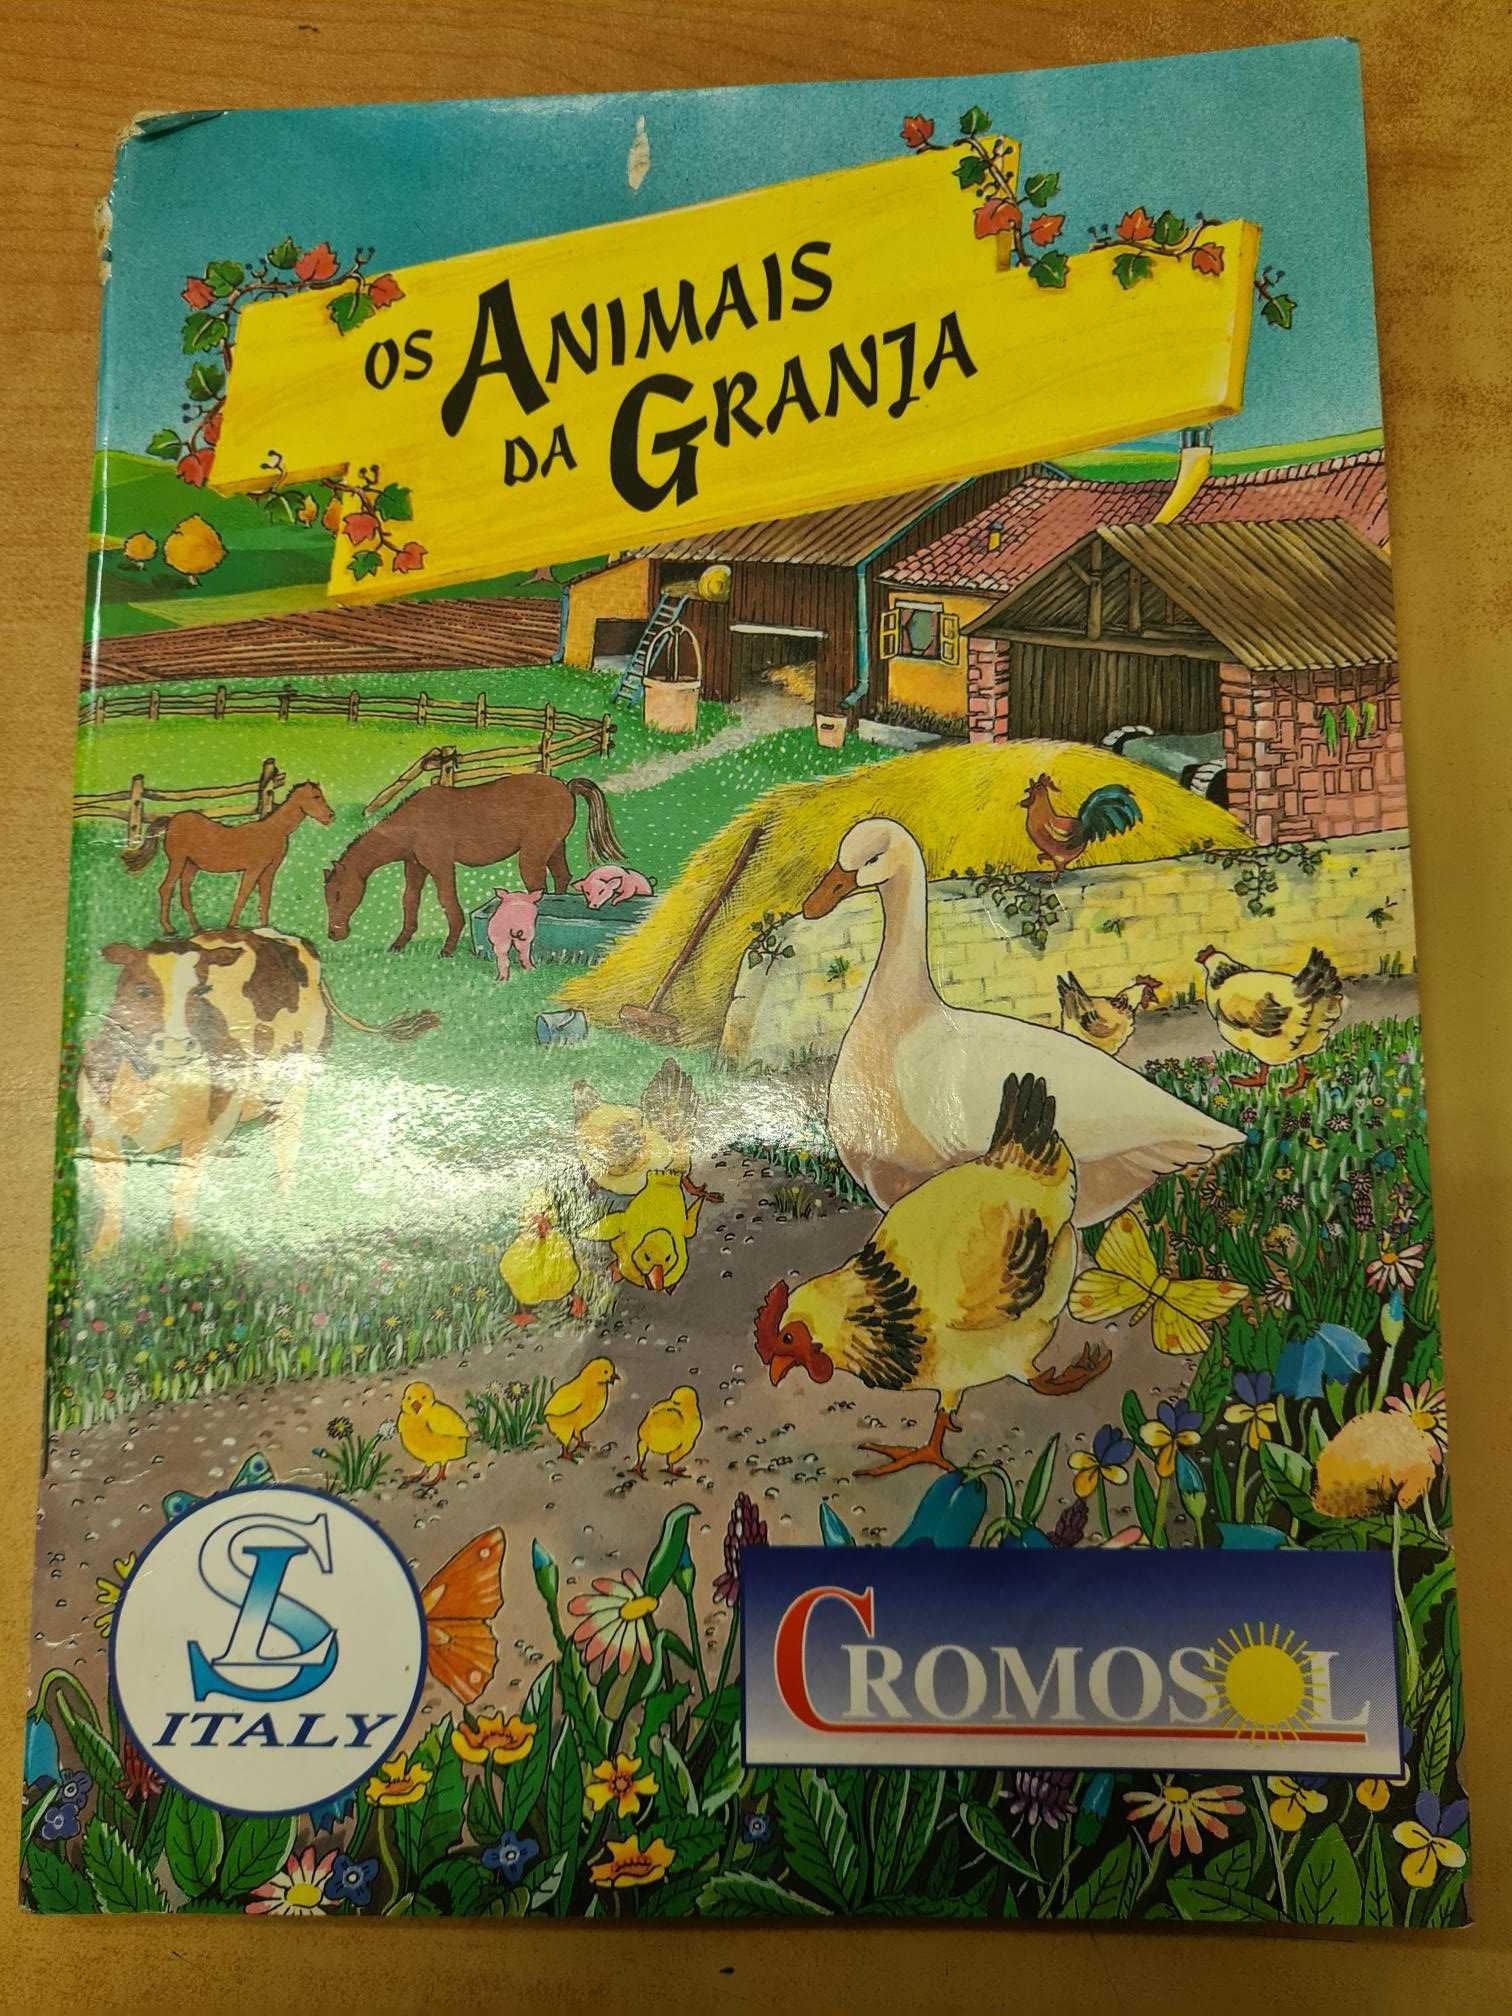 OS ANIMAIS
DA GRANJA
SL
ITALY
CROMOSOL